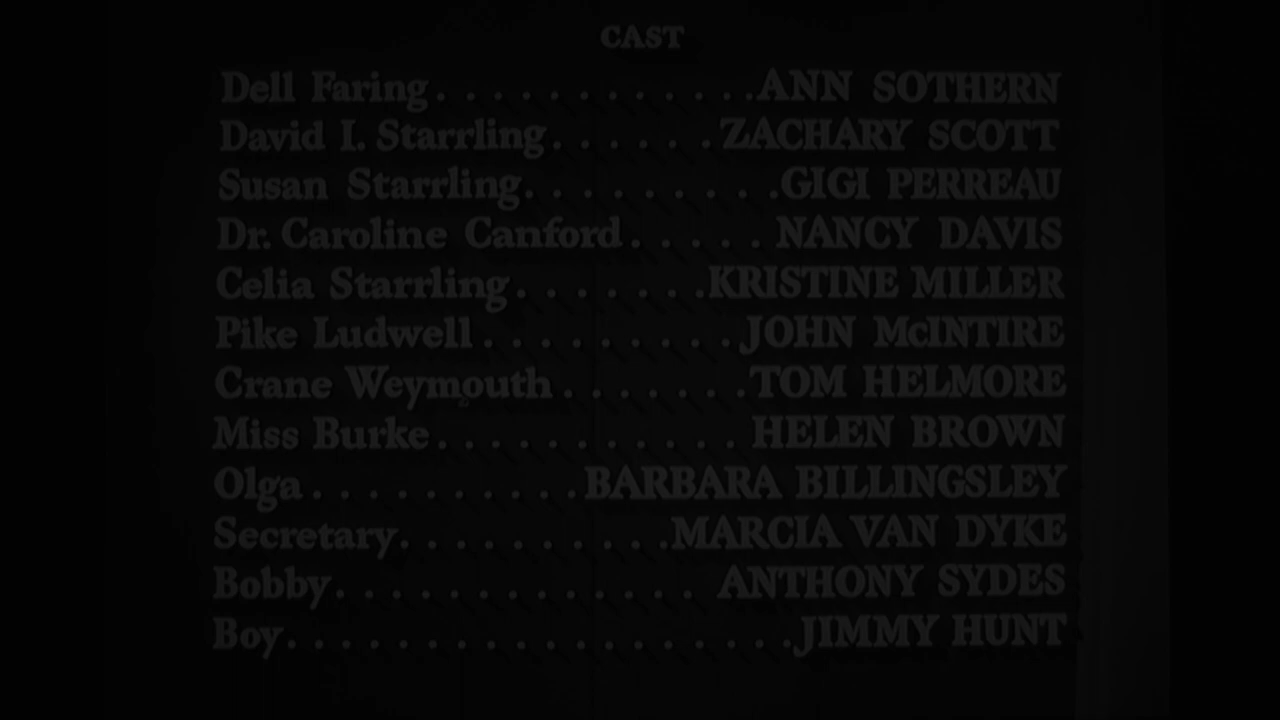 CAST
Dell Faring.............ANN SOTHERN
David I. Starrling......ZACHARY SCOTT
Susan Starrling.........GIGI PERREAU
Dr. Caroline Canford.....NANCY DAVIS
Celia Starrling.......KRISTINE MILLER
Pike Ludwell.........JOHN McINTIRE
Crane Weymouth.......TOM HELMORE
Miss Burke...........HELEN BROWN
Olga..........BARBARA BILLINGSLEY
Secretary..........MARCIA VAN DYKE
Bobby.............ANTHONY SYDES
Boy..................JIMMY HUNT